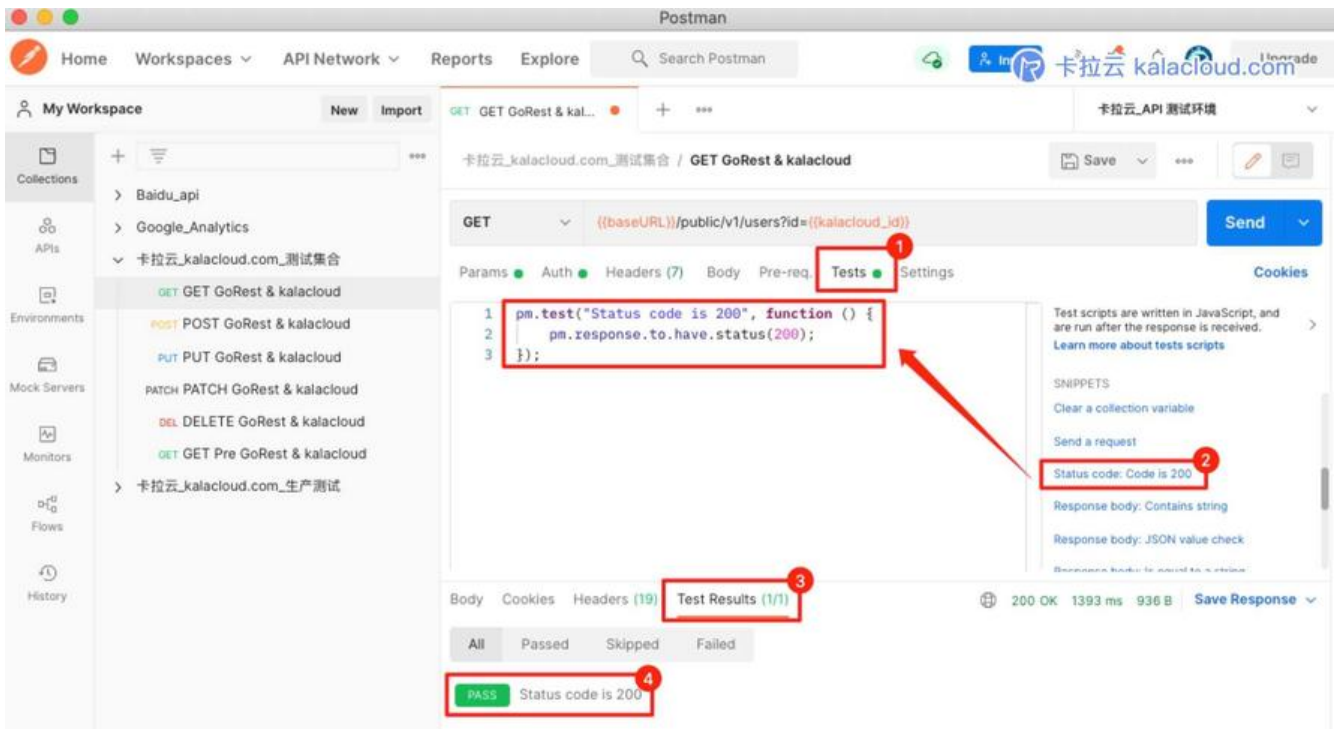 Postman
Home Workspaces API Network Reports Explore Search Postman
卡拉云 kalacloud.com
My Workspace New Import
GET GET GoRest & kal... + •••
卡拉云_API 测试环境
Collections
APIs
Environments
Mock Servers
Monitors
Flows
History
+ •••
Baidu_api
Google_Analytics
卡拉云_kalacloud.com_测试集合
GET GET GoRest & kalacloud
POST POST GoRest & kalacloud
PUT PUT GoRest & kalacloud
PATCH PATCH GoRest & kalacloud
DEL DELETE GoRest & kalacloud
GET GET Pre GoRest & kalacloud
卡拉云_kalacloud.com_生产测试
卡拉云_kalacloud.com_测试集合 / GET GoRest & kalacloud
Save •••
GET {{baseURL}}/public/v1/users?id={{kalacloud_id}} Send
1
Params Auth Headers (7) Body Pre-req. Tests Settings Cookies
1 pm.test("Status code is 200", function () {
2 pm.response.to.have.status(200);
3 });
Test scripts are written in JavaScript, and
are run after the response is received.
Learn more about tests scripts
SNIPPETS
Clear a collection variable
Send a request
2
Status code: Code is 200
Response body: Contains string
Response body: JSON value check
Response body: Is equal to a string
3
Body Cookies Headers (19) Test Results (1/1) 200 OK 1393 ms 936 B Save Response
All Passed Skipped Failed
4
PASS Status code is 200